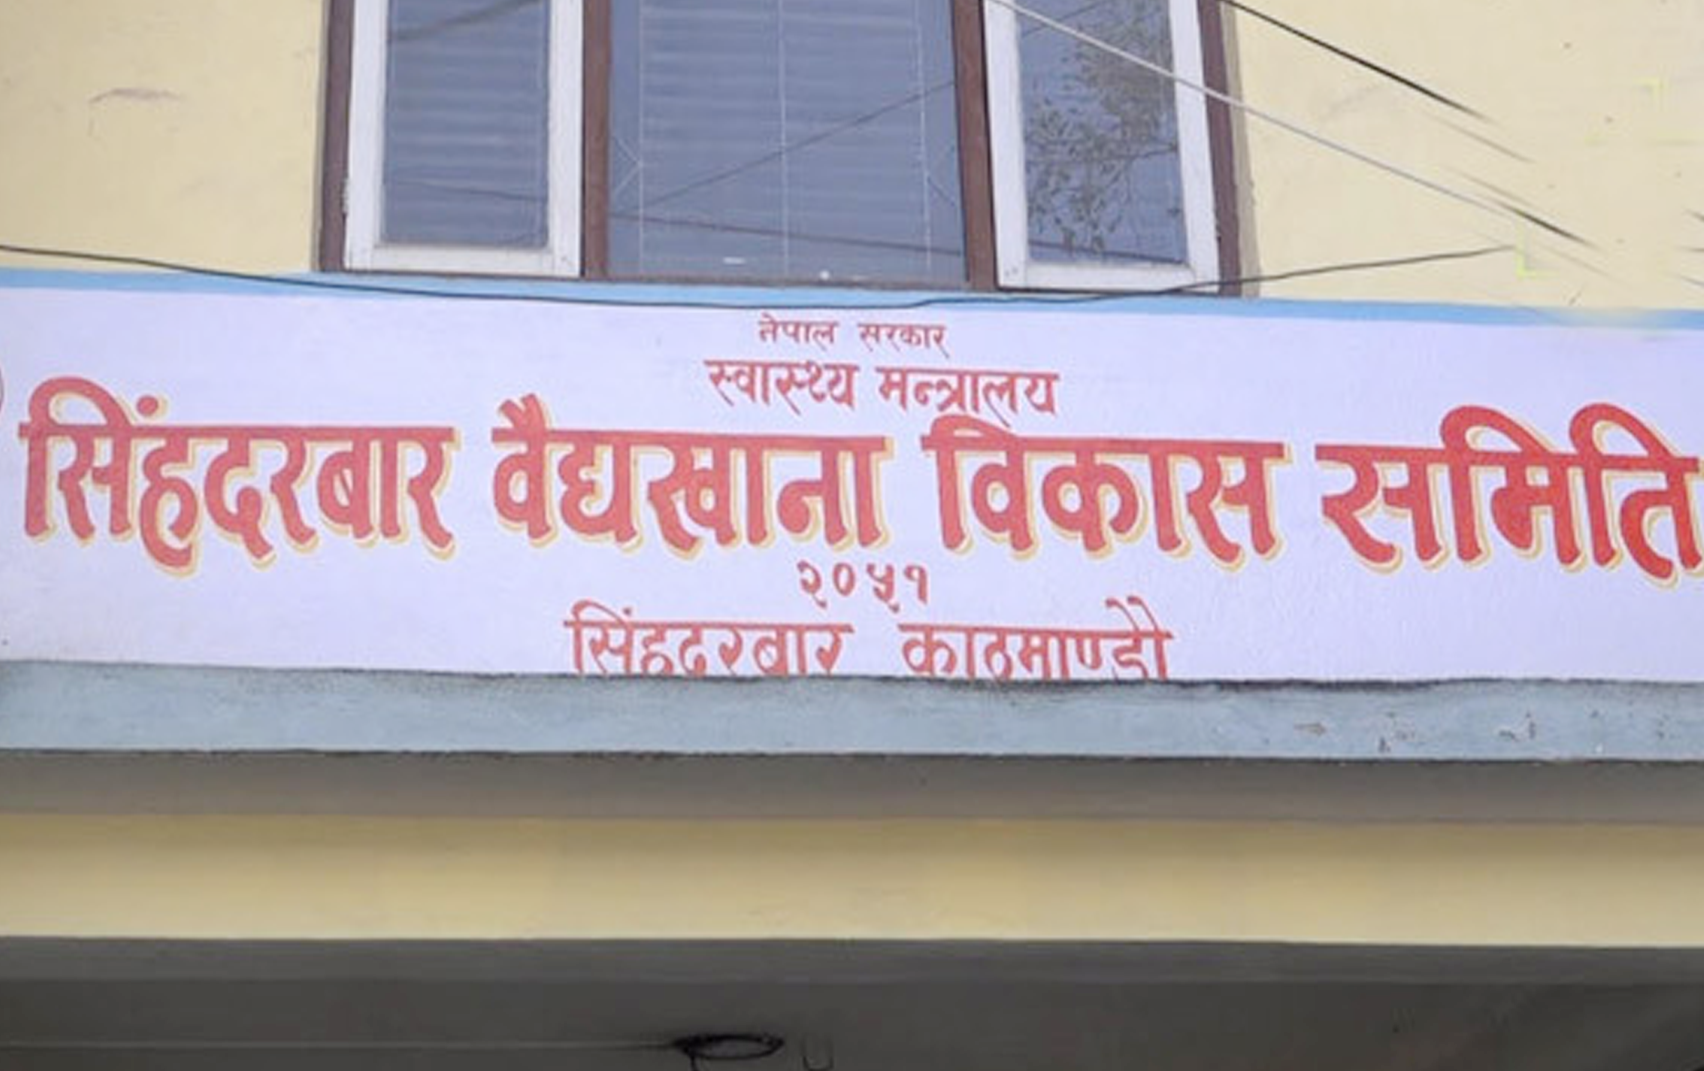 नेपाल सरकार
स्वास्थ्य मन्त्रालय
सिंहदरबार वैद्यखाना विकास समिति
२०५१
सिंहदरबार काठमाण्डौ